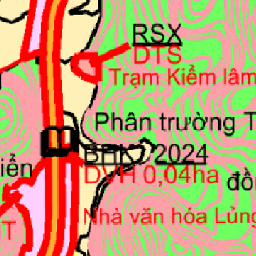 RSX
DTS
Trạm Kiểm lâm
Phân trường T
BHK/2024
DVH 0,04ha
iển
đồ
Nhà văn hóa Lủng
T